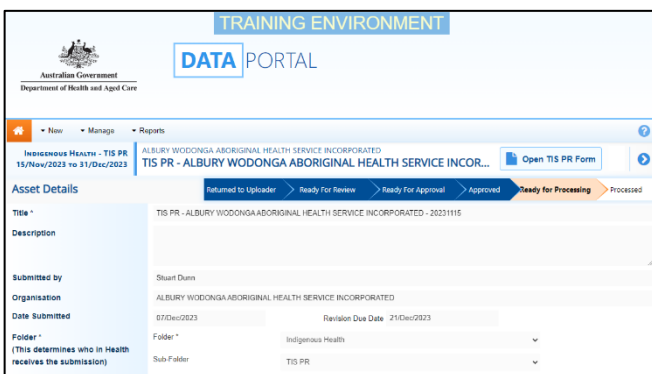 TRAINING ENVIRONMENT
Australian Government
Department of Health and Aged Care
DATA PORTAL
New Manage Reports
INDIGENOUS HEALTH - TIS PR
15/Nov/2023 TO 31/Dec/2023
ALBURY WODONGA ABORIGINAL HEALTH SERVICE INCORPORATED
TIS PR - ALBURY WODONGA ABORIGINAL HEALTH SERVICE INCOR...
Open TIS PR Form
Asset Details
Returned to Uploader Ready For Review Ready For Approval Approved Ready for Processing Processed
Title * TIS PR - ALBURY WODONGA ABORIGINAL HEALTH SERVICE INCORPORATED - 20231115
Description
Submitted by Stuart Dunn
Organisation ALBURY WODONGA ABORIGINAL HEALTH SERVICE INCORPORATED
Date Submitted 07/Dec/2023 Revision Due Date 21/Dec/2023
Folder * Folder * Indigenous Health
(This determines who in Health
receives the submission) Sub-Folder TIS PR